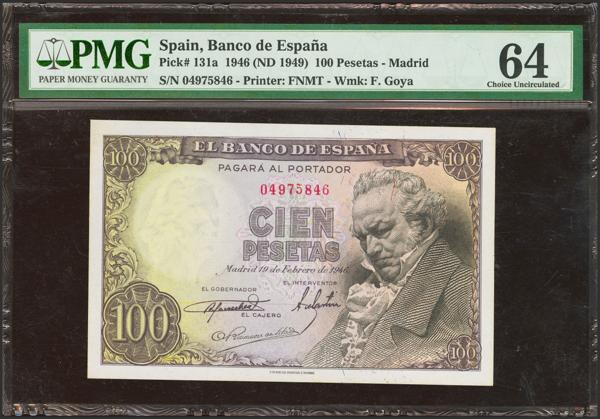 PMG
PAPER MONEY GUARANTY
Spain, Banco de España
Pick# 131a 1946 (ND 1949) 100 Pesetas - Madrid
S/N 04975846 - Printer: FNMT - Wmk: F. Goya
64
Choice Uncirculated
100
EL BANCO DE ESPAÑA
100
PAGARÁ AL PORTADOR
04975846
CIEN
PESETAS
Madrid 19 de Febrero de 1946
EL GOBERNADOR
EL INTERVENTOR
EL CAJERO
100
100